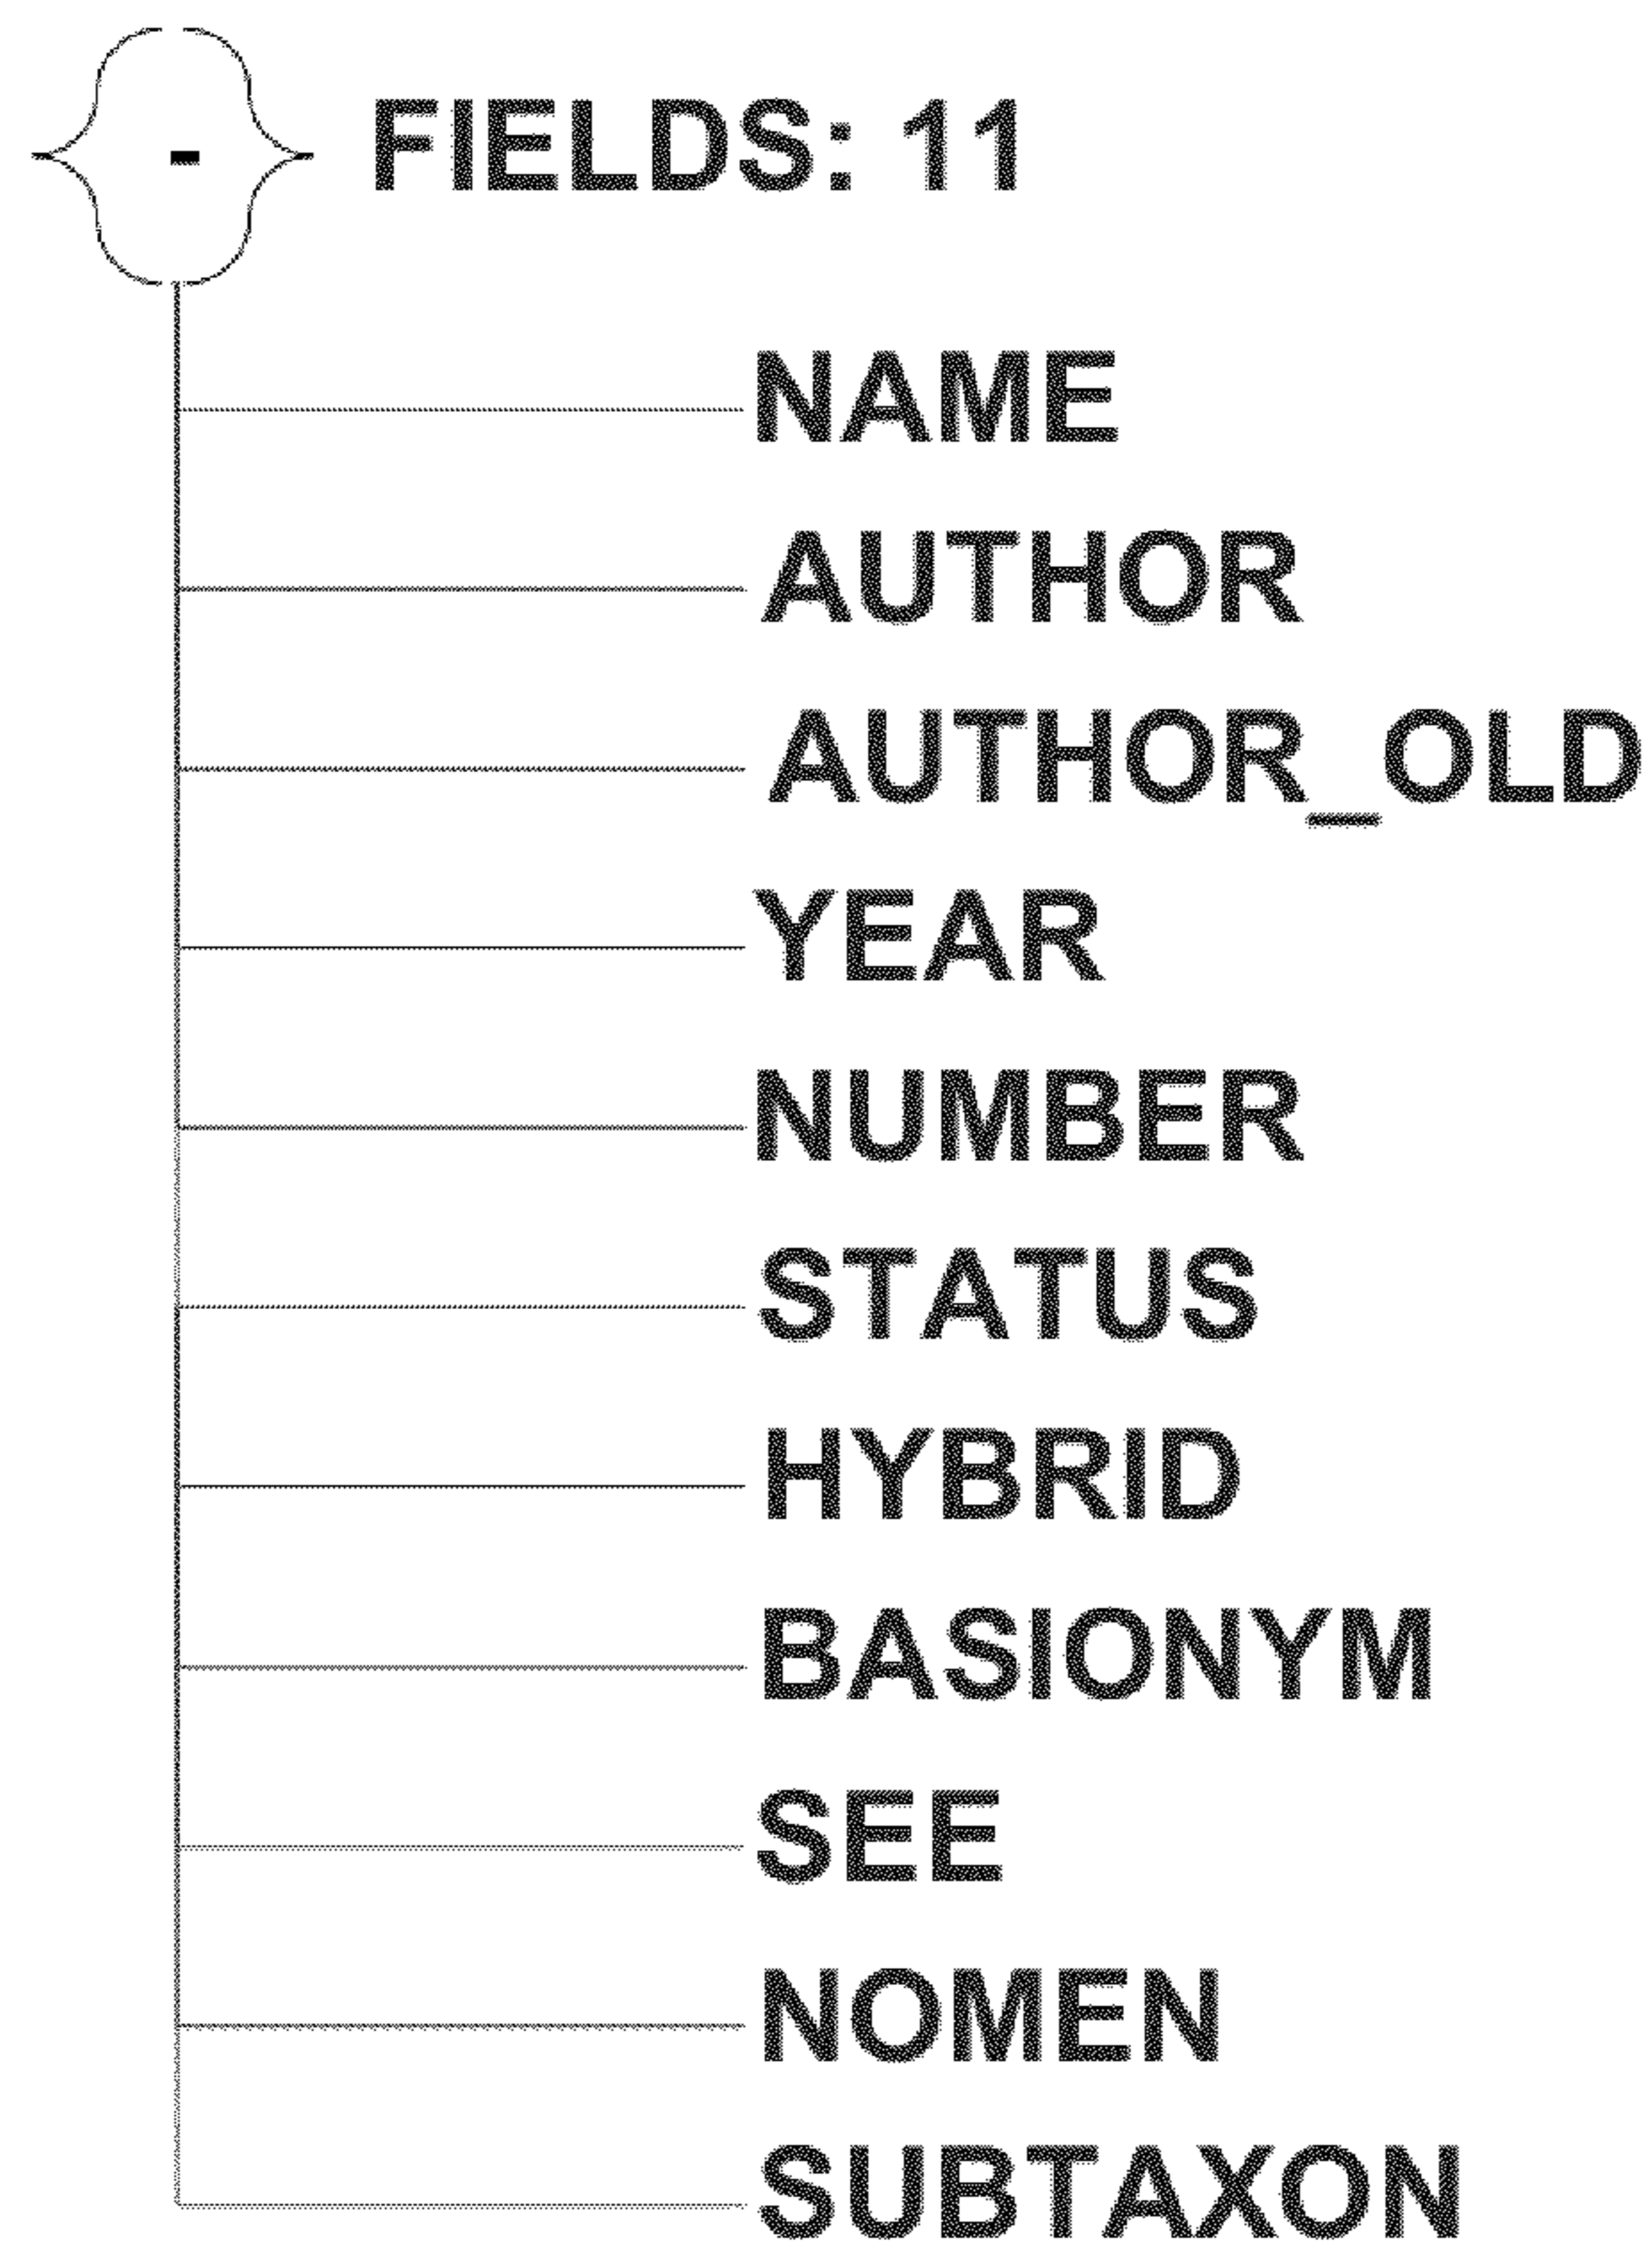 - FIELDS: 11
NAME
AUTHOR
AUTHOR_OLD
YEAR
NUMBER
STATUS
HYBRID
BASIONYM
SEE
NOMEN
SUBTAXON